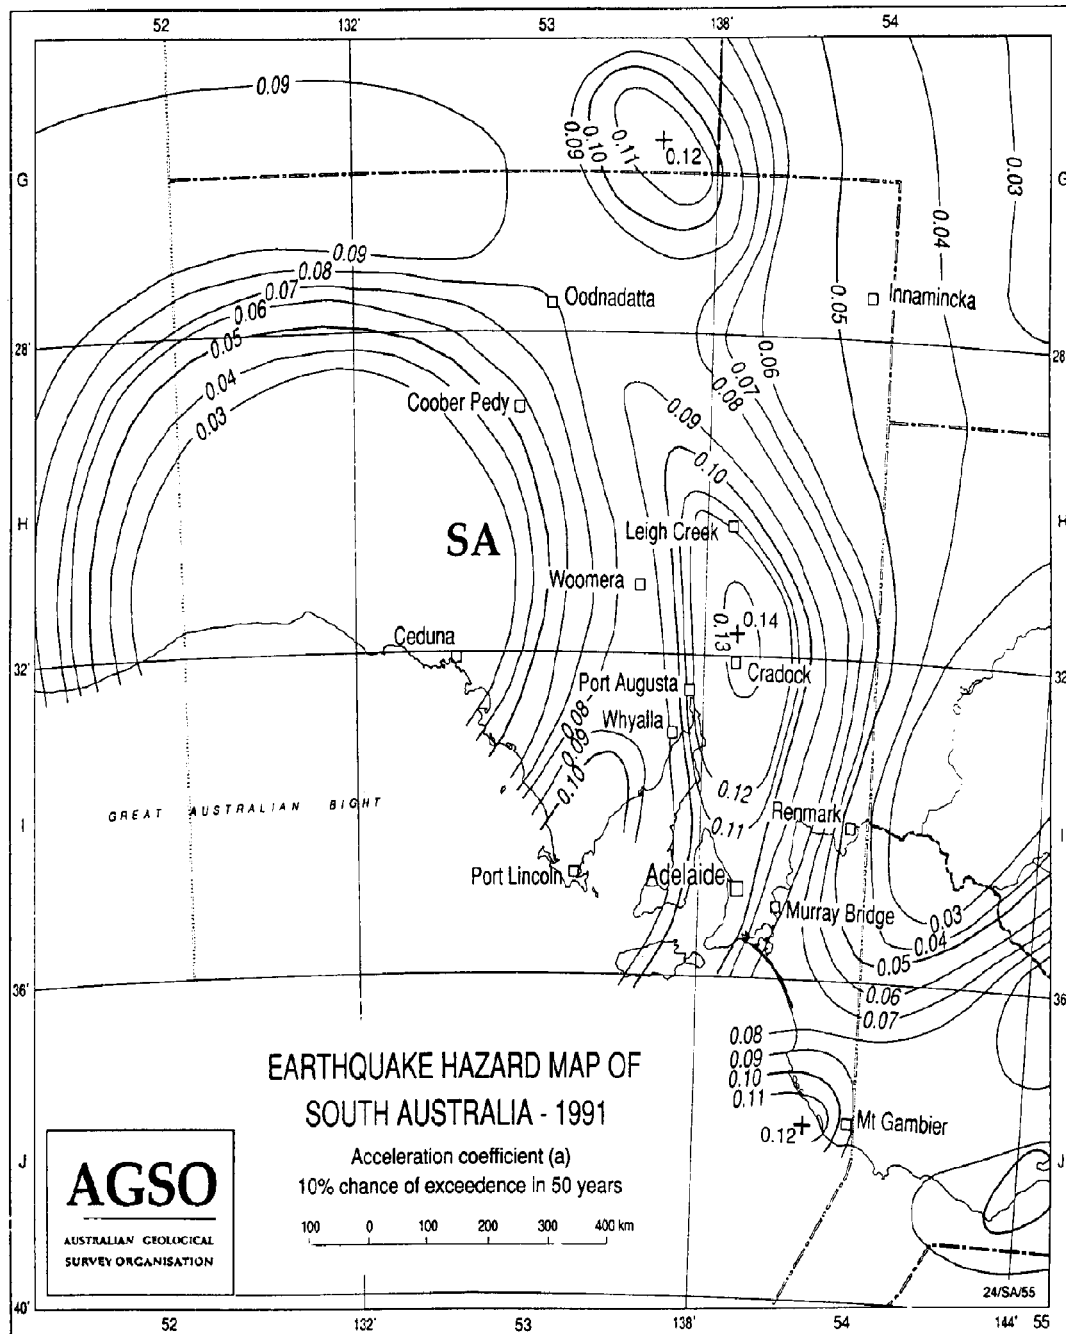 52 132' 53 138' 54
0.09
0.09 0.10 0.11 0.12
G 0.03 G
0.04
0.09
0.08
0.07
0.06
0.05
0.04
0.03
Oodnadatta
0.05
Innamincka
28' 28'
0.06
0.07
0.08
Coober Pedy
0.09
0.10
H SA H
Leigh Creek
Woomera
0.14
0.13
Ceduna
32' 32'
Cradock
Port Augusta
Whyalla
0.08
0.09
0.10
0.12
GREAT AUSTRALIAN BIGHT
I I
0.11
Renmark
Port Lincoln
Adelaide
Murray Bridge
0.03
0.04
0.05
0.06
0.07
36' 36'
0.08
0.09
0.10
0.11
0.12
Mt Gambier
EARTHQUAKE HAZARD MAP OF
SOUTH AUSTRALIA - 1991
Acceleration coefficient (a)
10% chance of exceedence in 50 years
100 0 100 200 300 400 km
J J
AGSO
AUSTRALIAN GEOLOGICAL
SURVEY ORGANISATION
24/SA/55
40'
52 132' 53 138' 54 144' 55